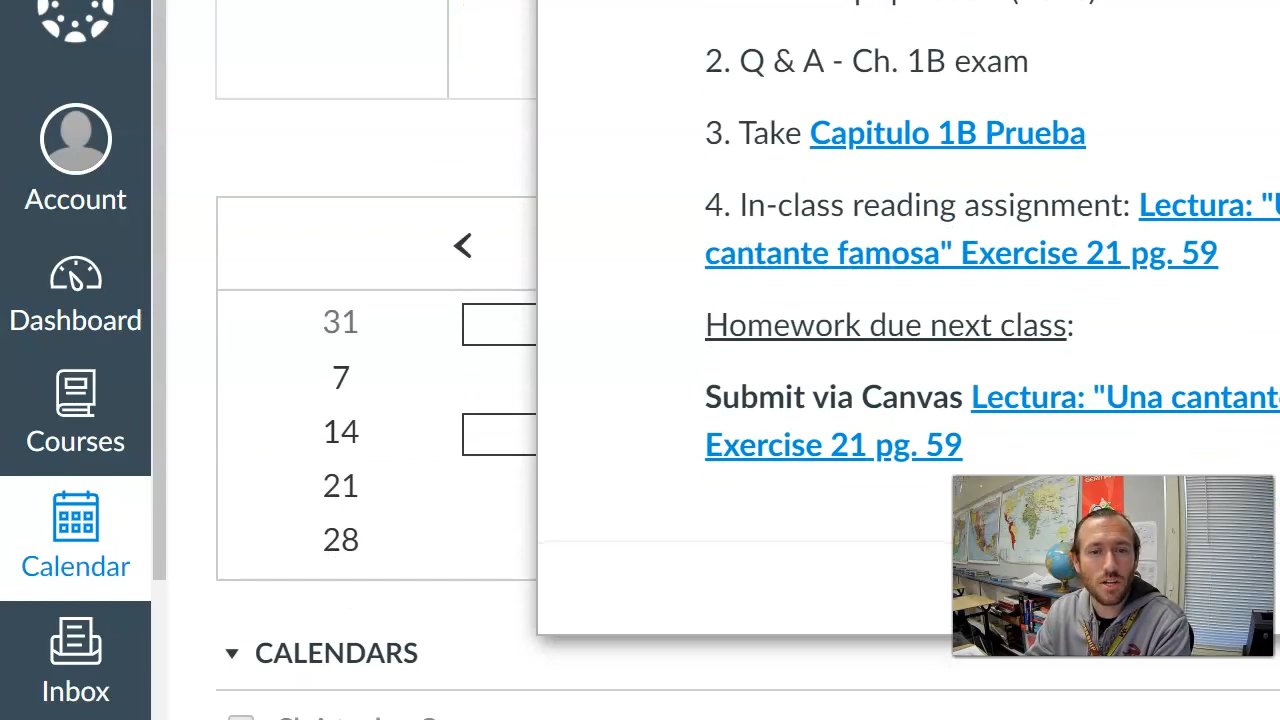 2. Q & A - Ch. 1B exam
3. Take Capitulo 1B Prueba
4. In-class reading assignment: Lectura: "U
cantante famosa" Exercise 21 pg. 59
Homework due next class:
Submit via Canvas Lectura: "Una cantant
Exercise 21 pg. 59
Account
Dashboard
Courses
Calendar
Inbox
31
7
14
21
28
CALENDARS